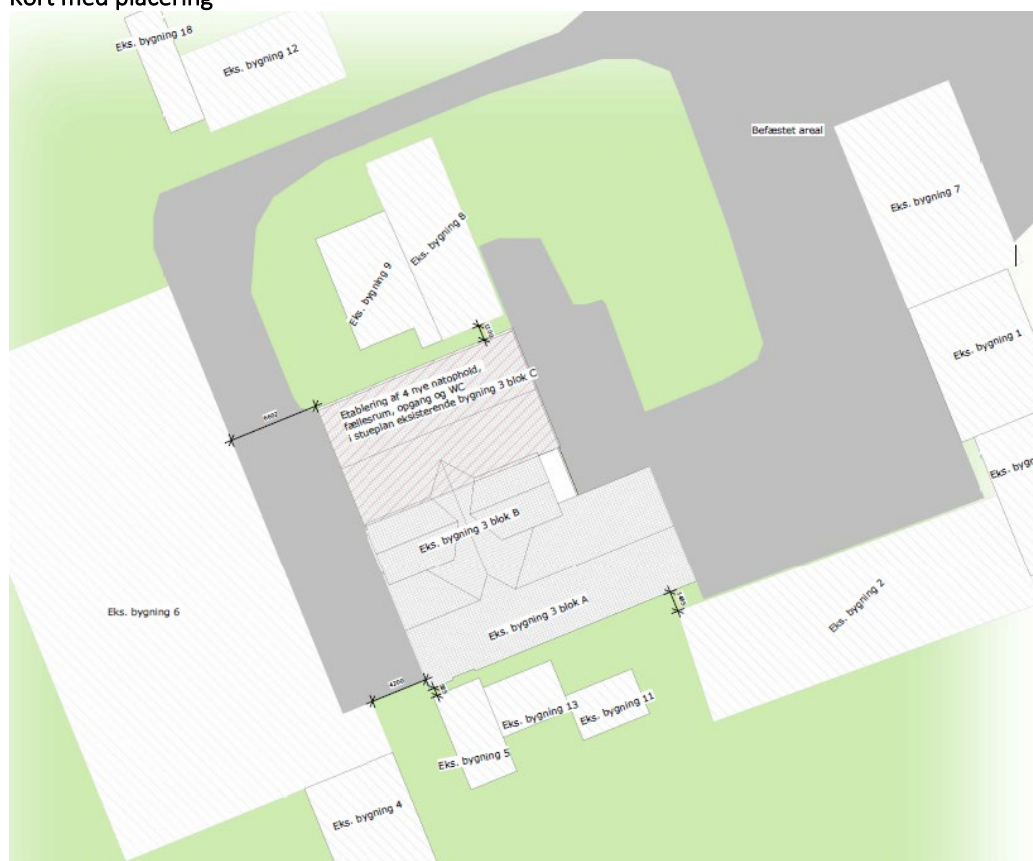 Kort med placering
Eks. bygning 18
Eks. bygning 12
Befæstet areal
Eks. bygning 7
Eks. bygning 8
Eks. bygning 9
Eks. bygning 1
Etablering af 4 nye natophold,
fællesrum, opgang og WC
i stueplan eksisterende bygning 3 blok C
6602
Eks. bygning 3 blok B
Eks. bygning 6
Eks. bygning 3 blok A
1485
Eks. bygning 2
4200
Eks. bygning 13
Eks. bygning 11
Eks. bygning 5
Eks. bygning 4